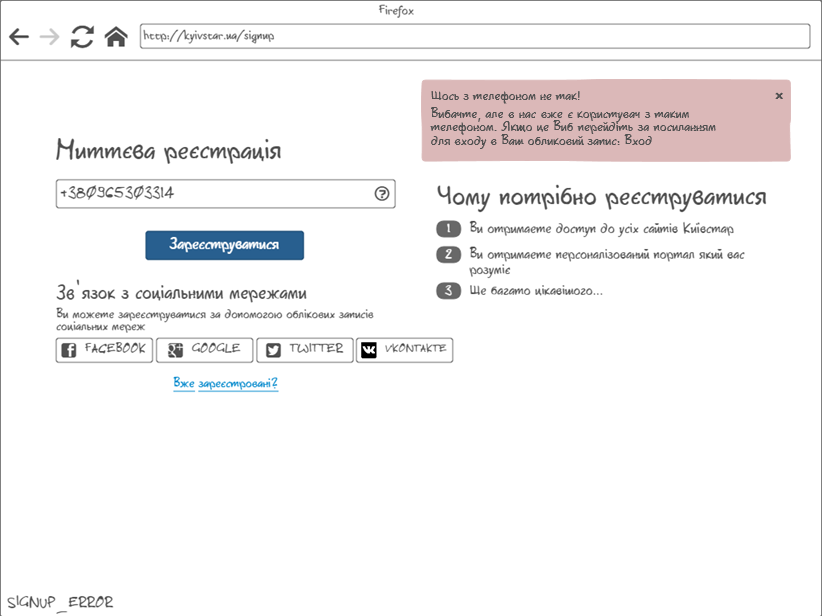 Firefox
http://kyivstar.ua/signup
Щось з телефоном не так!
Вибачте, але в нас вже є користувач з таким
телефоном. Якщо це Виб перейдіть за посиланням
для входу в Ваш обликовий запис: Вход
Миттєва реєстрація
+380965303314
Зареєструватися
Зв'язок з соціальними мережами
Ви можете зареєструватися за допомогою облікових записів
соціальних мереж
FACEBOOK
GOOGLE
TWITTER
VKONTAKTE
Вже зареєстровані?
Чому потрібно реєструватися
1 Ви отримаєте доступ до усіх сайтів Київстар
2 Ви отримаєте персоналізований портал який вас
розуміє
3 Ще багато цікавішого...
SIGNUP_ERROR